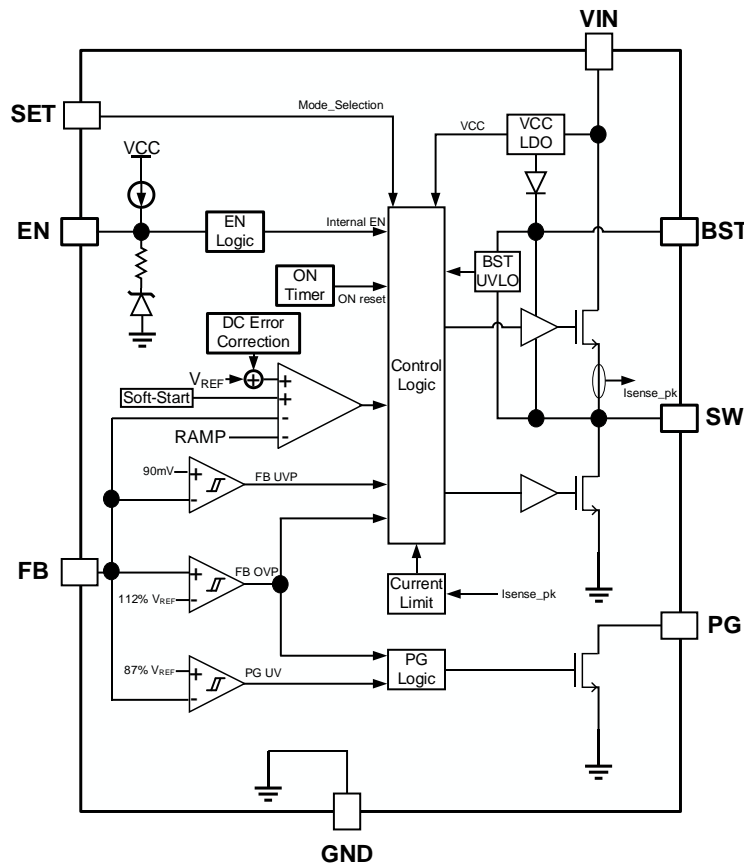 VIN
SET
Mode_Selection
VCC
VCC
VCC
LDO
EN
EN
Logic
Internal EN
BST
BST
UVLO
ON
Timer
ON reset
DC Error
Correction
Control
Logic
VREF
+
+
Soft-Start
+
-
RAMP
-
Isense_pk
SW
90mV
+
-
FB UVP
FB
+
FB OVP
112% VREF
-
Current
Limit
Isense_pk
PG
87% VREF
+
-
PG UV
PG
Logic
GND